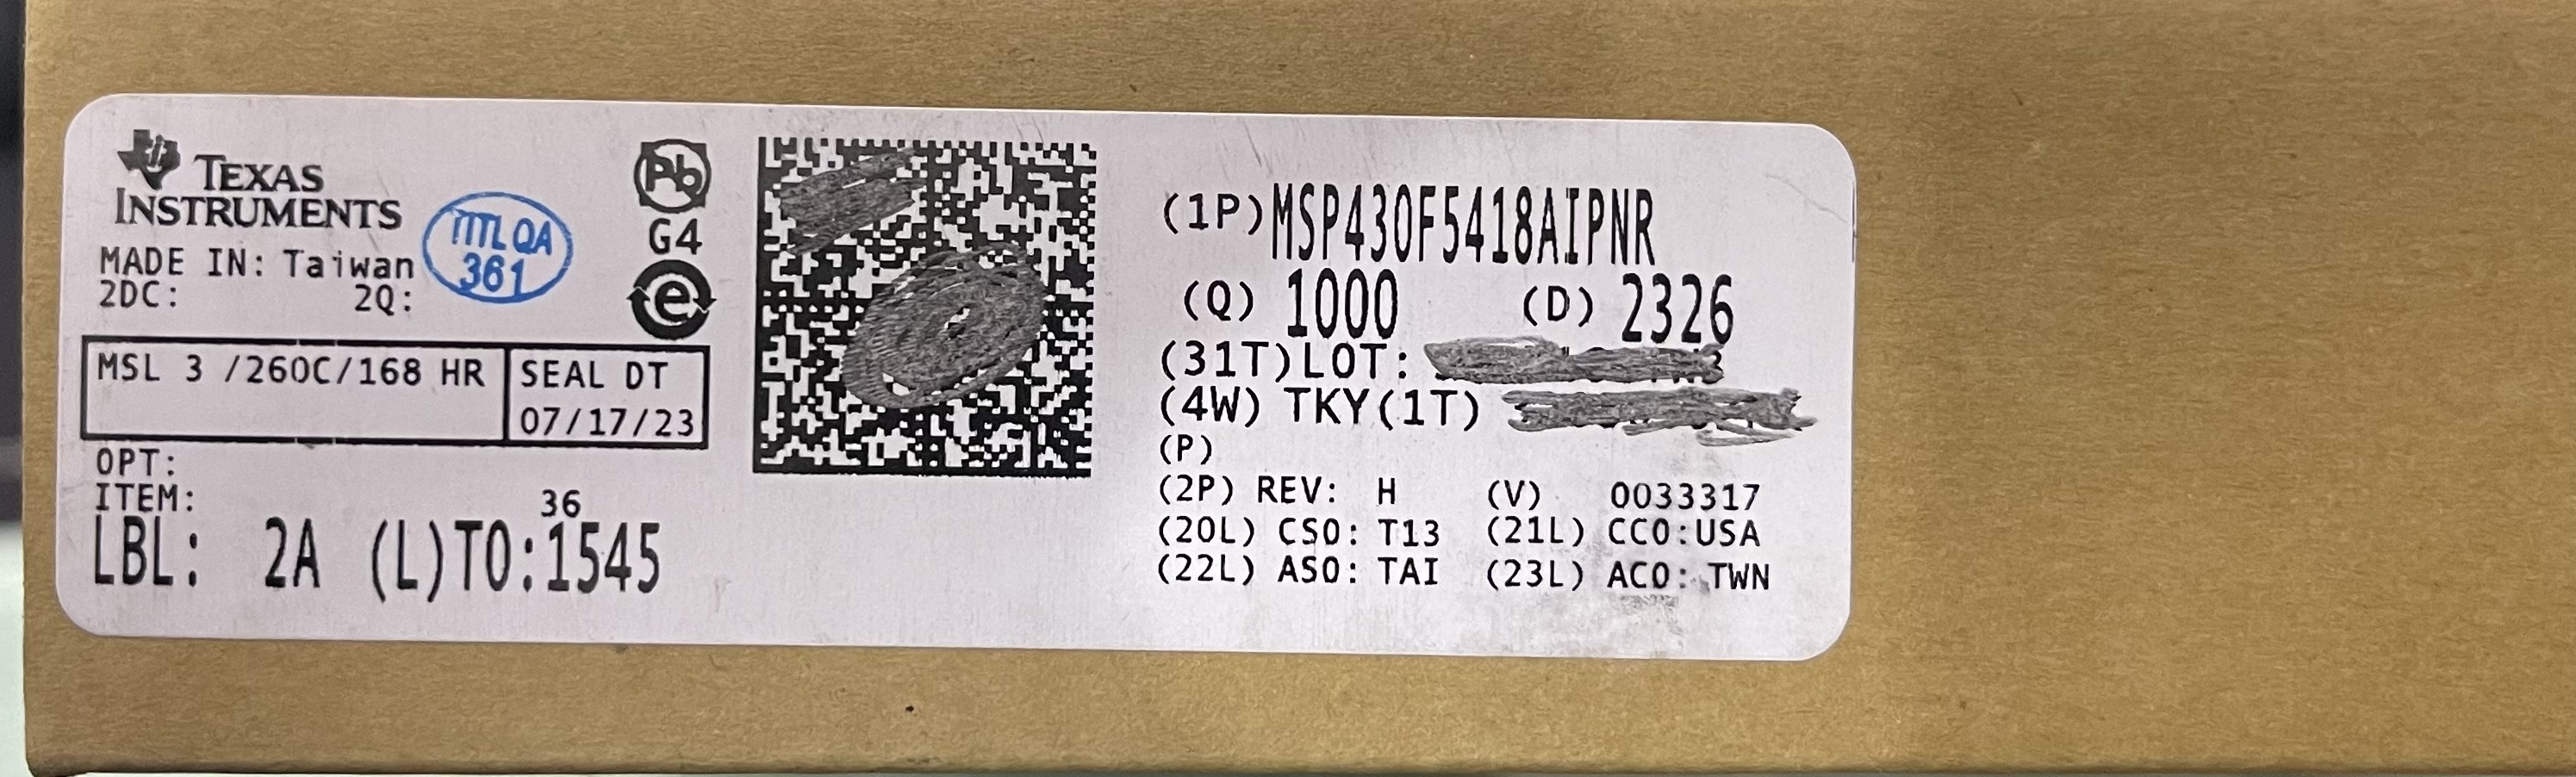 TEXAS
INSTRUMENTS
MADE IN: Taiwan
2DC: 2Q:
TITL QA
361
Pb
G4
e
MSL 3 /260C/168 HR
SEAL DT
07/17/23
OPT:
ITEM:
36
LBL: 2A (L)TO:1545
(1P)MSP430F5418AIPNR
(Q) 1000 (D) 2326
(31T)LOT:
(4W) TKY(1T)
(P)
(2P) REV: H (V) 0033317
(20L) CSO: T13 (21L) CCO:USA
(22L) ASO: TAI (23L) ACO: TWN